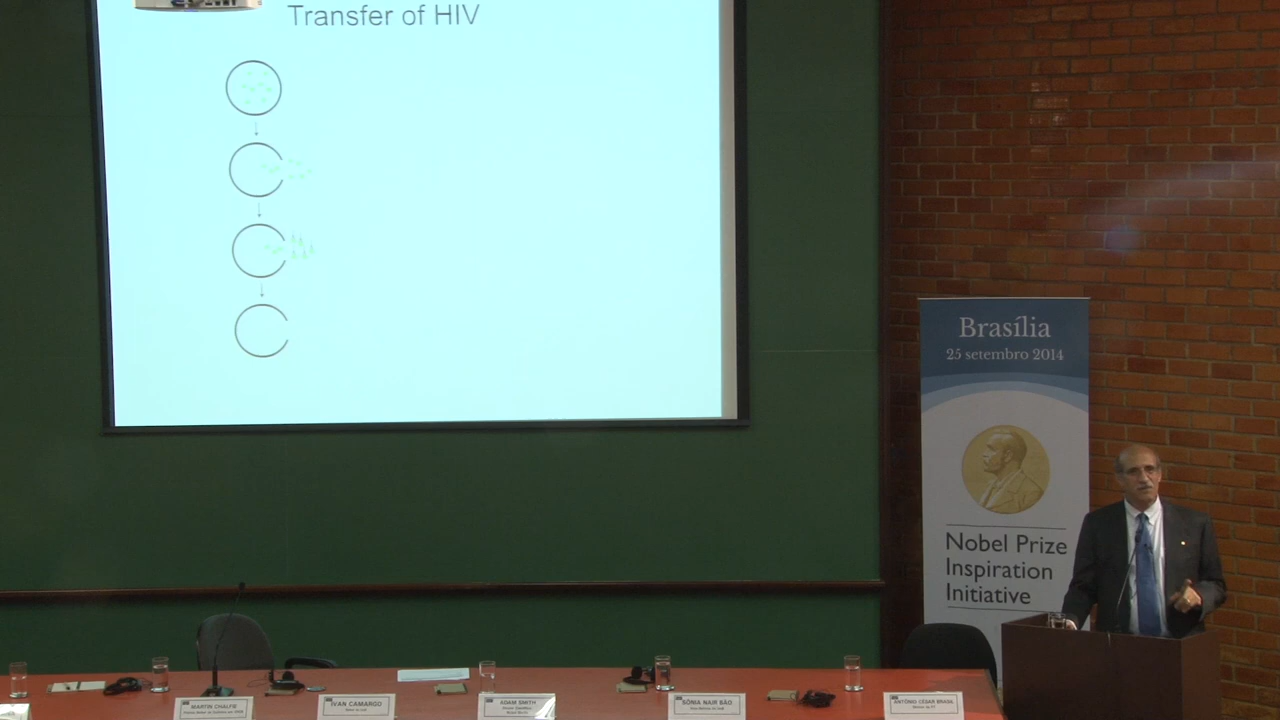 Transfer of HIV
Brasília
25 setembro 2014
Nobel Prize
Inspiration
Initiative
MARTIN CHALFIE
IVAN CAMARGO
ADAM SMITH
SÔNIA NAIR BÁO
ANTÔNIO CÉSAR BRASIL